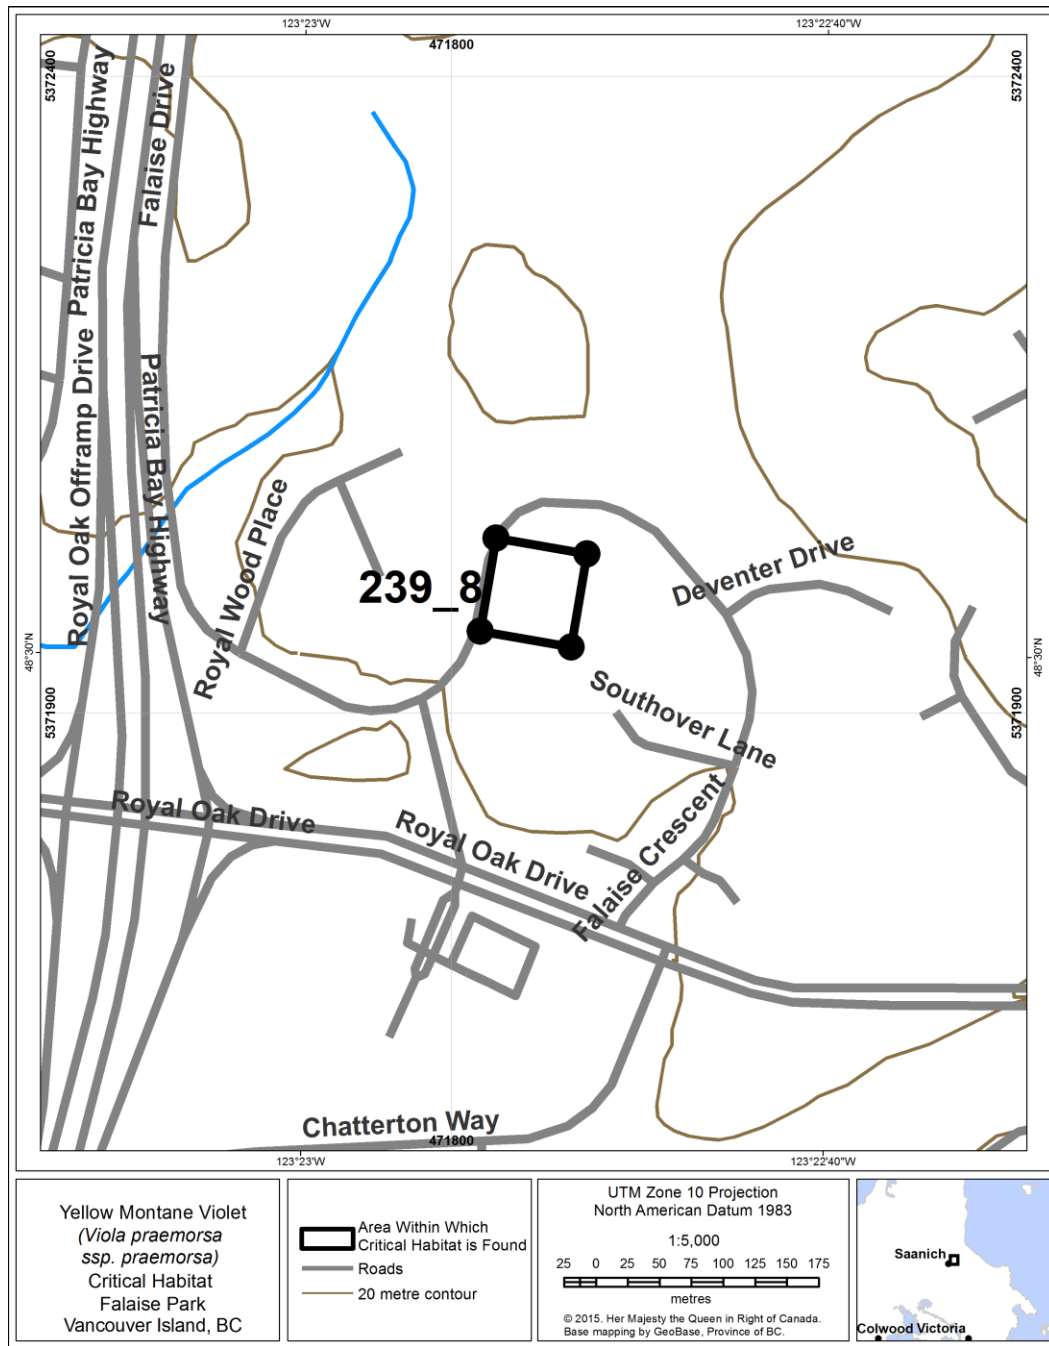 123°23'W
123°22'40"W
471800
5372400
5372400
Patricia Bay Highway
Falaise Drive
Royal Oak Offramp Drive
Patricia Bay Highway
Royal Wood Place
239_8
Deventer Drive
48°30'N
48°30'N
Southover Lane
5371900
5371900
Royal Oak Drive
Royal Oak Drive
Falaise Crescent
Chatterton Way
471800
123°23'W
123°22'40"W
Yellow Montane Violet
(Viola praemorsa
ssp. praemorsa)
Critical Habitat
Falaise Park
Vancouver Island, BC
Area Within Which
Critical Habitat is Found
Roads
20 metre contour
UTM Zone 10 Projection
North American Datum 1983
1:5,000
25 0 25 50 75 100 125 150 175
metres
© 2015. Her Majesty the Queen in Right of Canada.
Base mapping by GeoBase, Province of BC.
Saanich
Colwood Victoria